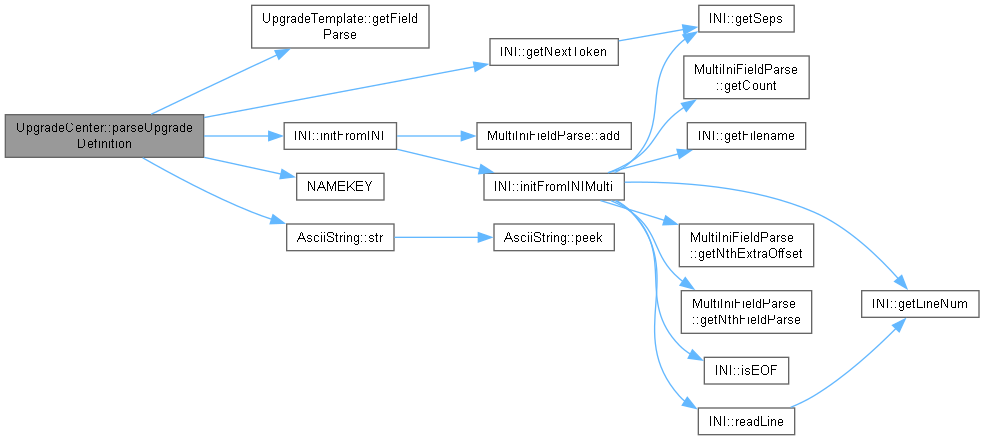 UpgradeCenter::parseUpgrade
Definition
UpgradeTemplate::getField
Parse
INI::getNextToken
INI::initFromINI
NAMEKEY
AsciiString::str
MultiIniFieldParse::add
INI::initFromINIMulti
AsciiString::peek
INI::getSeps
MultiIniFieldParse
::getCount
INI::getFilename
MultiIniFieldParse
::getNthExtraOffset
MultiIniFieldParse
::getNthFieldParse
INI::isEOF
INI::readLine
INI::getLineNum